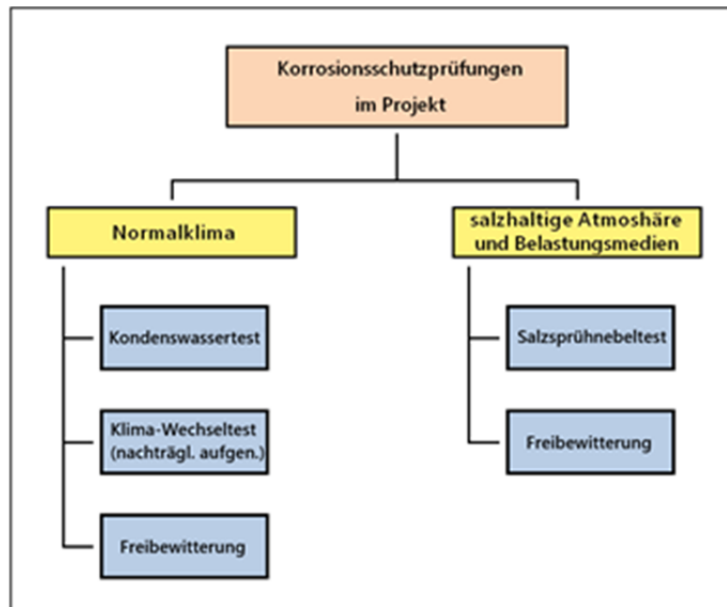 Korrosionsschutzprüfungen
im Projekt
Normalklima
salzhaltige Atmoshäre
und Belastungsmedien
Kondenswassertest
Klima-Wechseltest
(nachträgl. aufgen.)
Freibewitterung
Salzsprühnebeltest
Freibewitterung